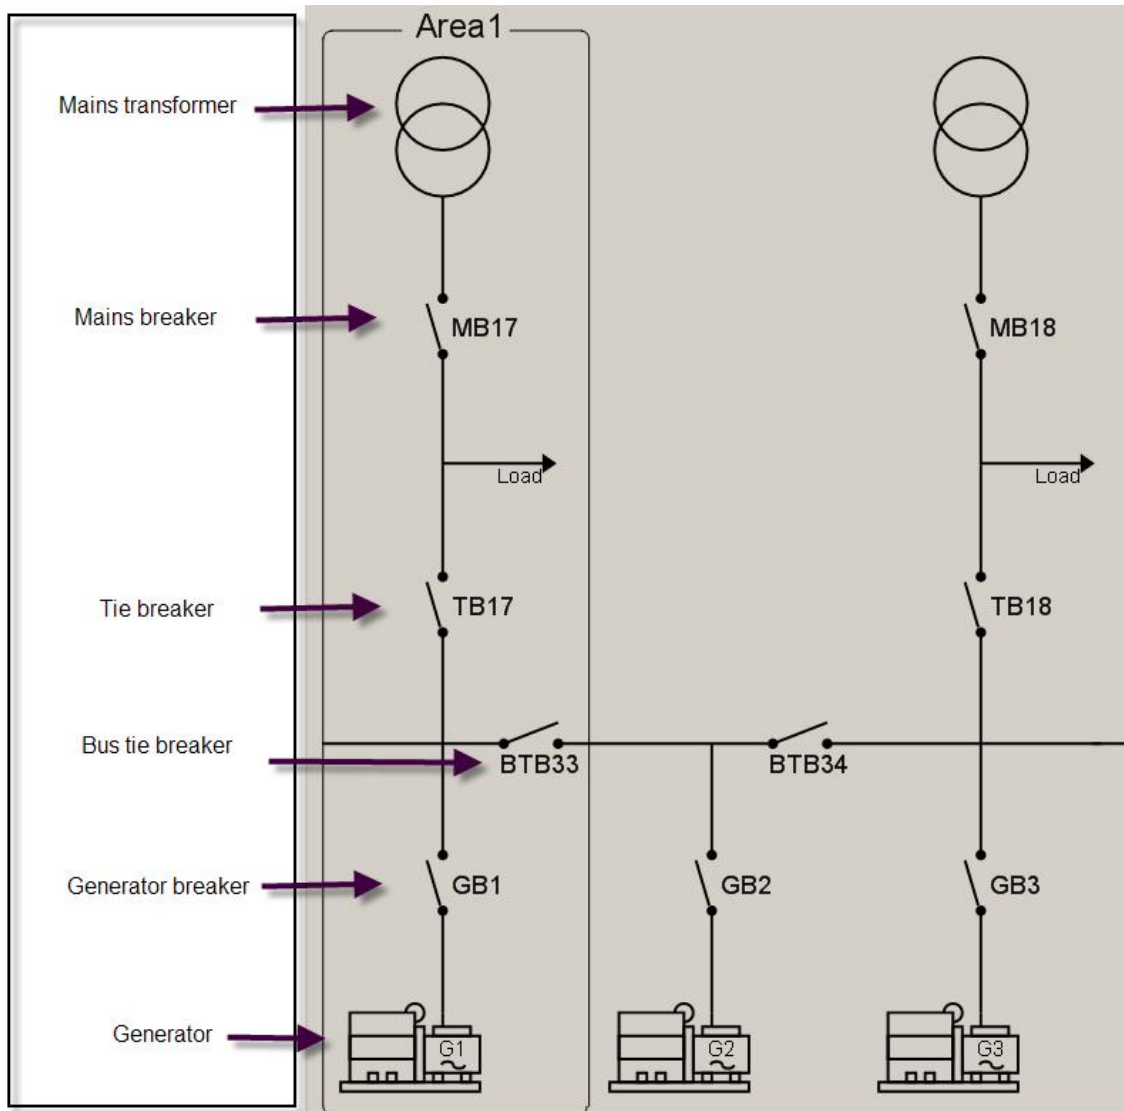 Area1
Mains transformer
Mains breaker
MB17
MB18
Load
Load
Tie breaker
TB17
TB18
Bus tie breaker
BTB33
BTB34
Generator breaker
GB1
GB2
GB3
Generator
G1
G2
G3